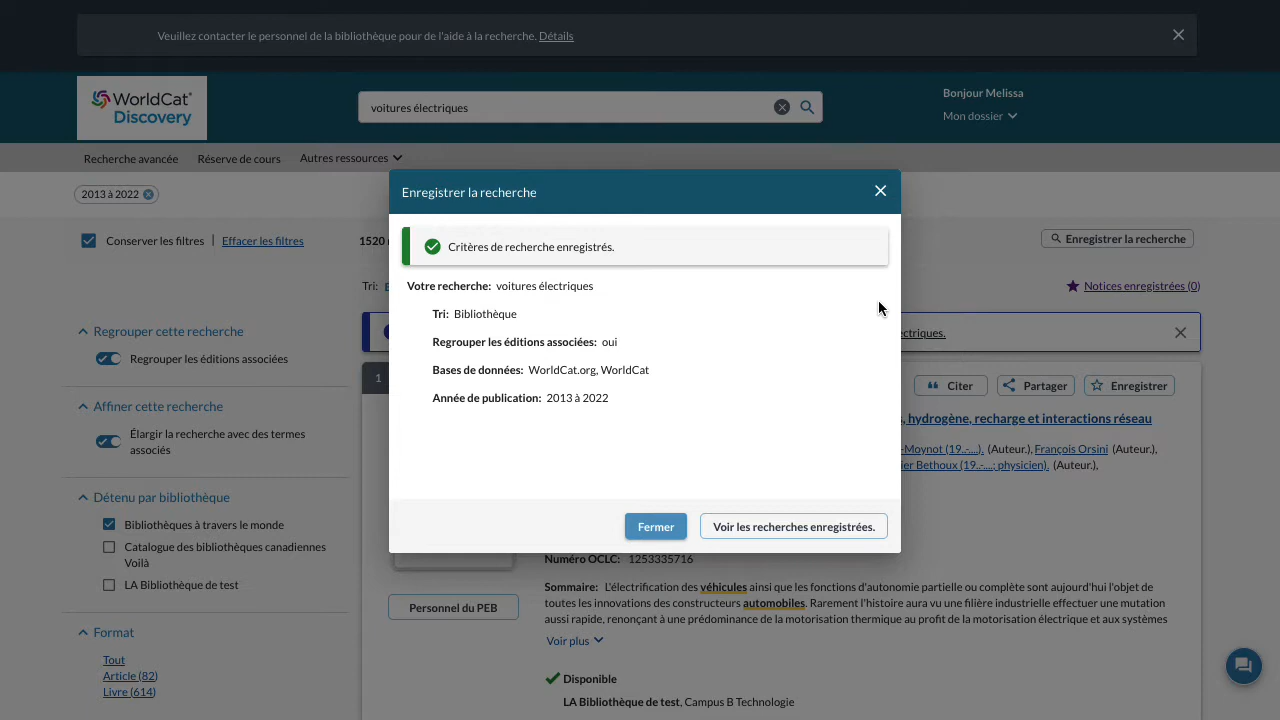 Veuillez contacter le personnel de la bibliothèque pour de l'aide à la recherche. Détails
WorldCat® Discovery
voitures électriques
Bonjour Melissa
Mon dossier
Recherche avancée
Réserve de cours
Autres ressources
2013 à 2022
Conserver les filtres | Effacer les filtres
1520
Enregistrer la recherche
Tri:
Notices enregistrées (0)
Enregistrer la recherche
Critères de recherche enregistrés.
Votre recherche: voitures électriques
Tri: Bibliothèque
Regrouper les éditions associées: oui
Bases de données: WorldCat.org, WorldCat
Année de publication: 2013 à 2022
Fermer
Voir les recherches enregistrées.
Regrouper cette recherche
Regrouper les éditions associées
Affiner cette recherche
Élargir la recherche avec des termes
associés
Détenu par bibliothèque
Bibliothèques à travers le monde
Catalogue des bibliothèques canadiennes
Voilà
LA Bibliothèque de test
Format
Tout
Article (82)
Livre (614)
ectriques.
1
Citer
Partager
Enregistrer
, hydrogène, recharge et interactions réseau
-Moynot (19..-....). (Auteur.), François Orsini (Auteur.),
ier Bethoux (19..-....; physicien). (Auteur.),
Personnel du PEB
Numéro OCLC: 1253335716
Sommaire: L'électrification des véhicules ainsi que les fonctions d'autonomie partielle ou complète sont aujourd'hui l'objet de
toutes les innovations des constructeurs automobiles. Rarement l'histoire aura vu une filière industrielle effectuer une mutation
aussi rapide, renonçant à une prédominance de la motorisation thermique au profit de la motorisation électrique et aux systèmes
Voir plus
Disponible
LA Bibliothèque de test, Campus B Technologie